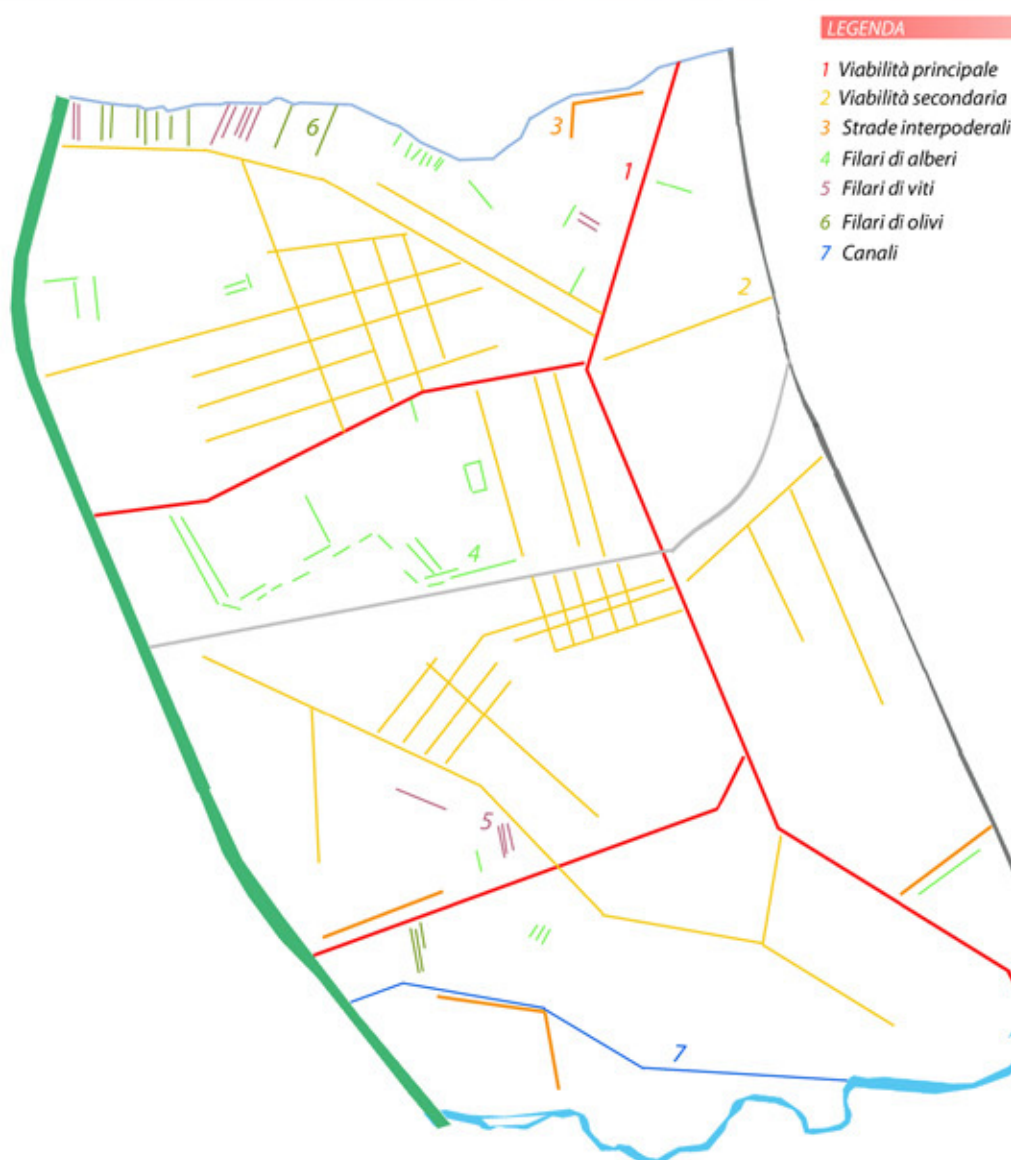 LEGENDA
1 Viabilità principale
2 Viabilità secondaria
3 Strade interpoderali
4 Filari di alberi
5 Filari di viti
6 Filari di olivi
7 Canali
6
3
1
2
4
5
7